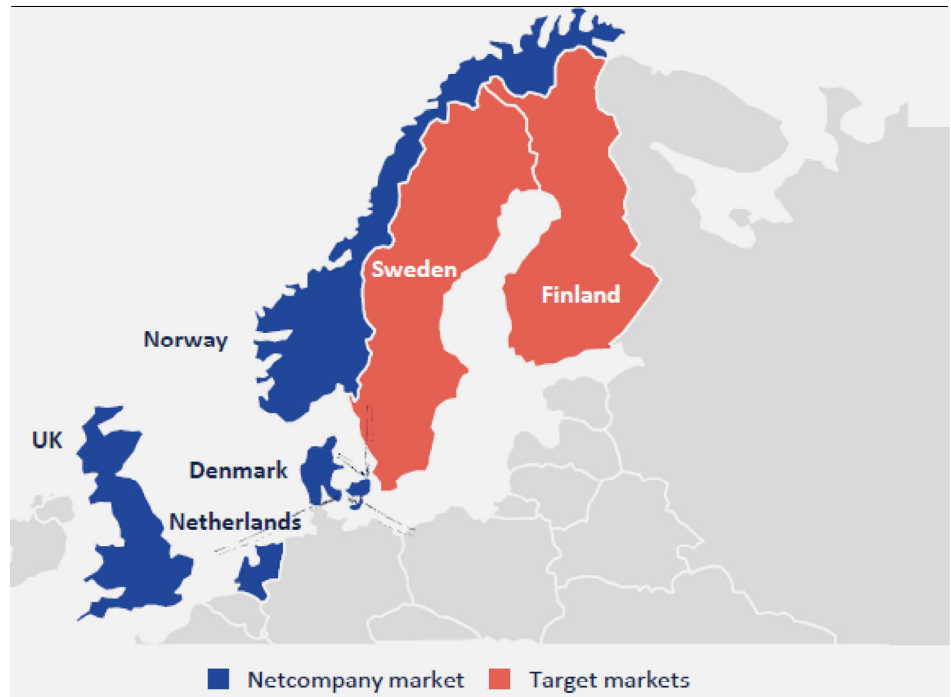 Sweden
Finland
Norway
UK
Denmark
Netherlands
Netcompany market
Target markets